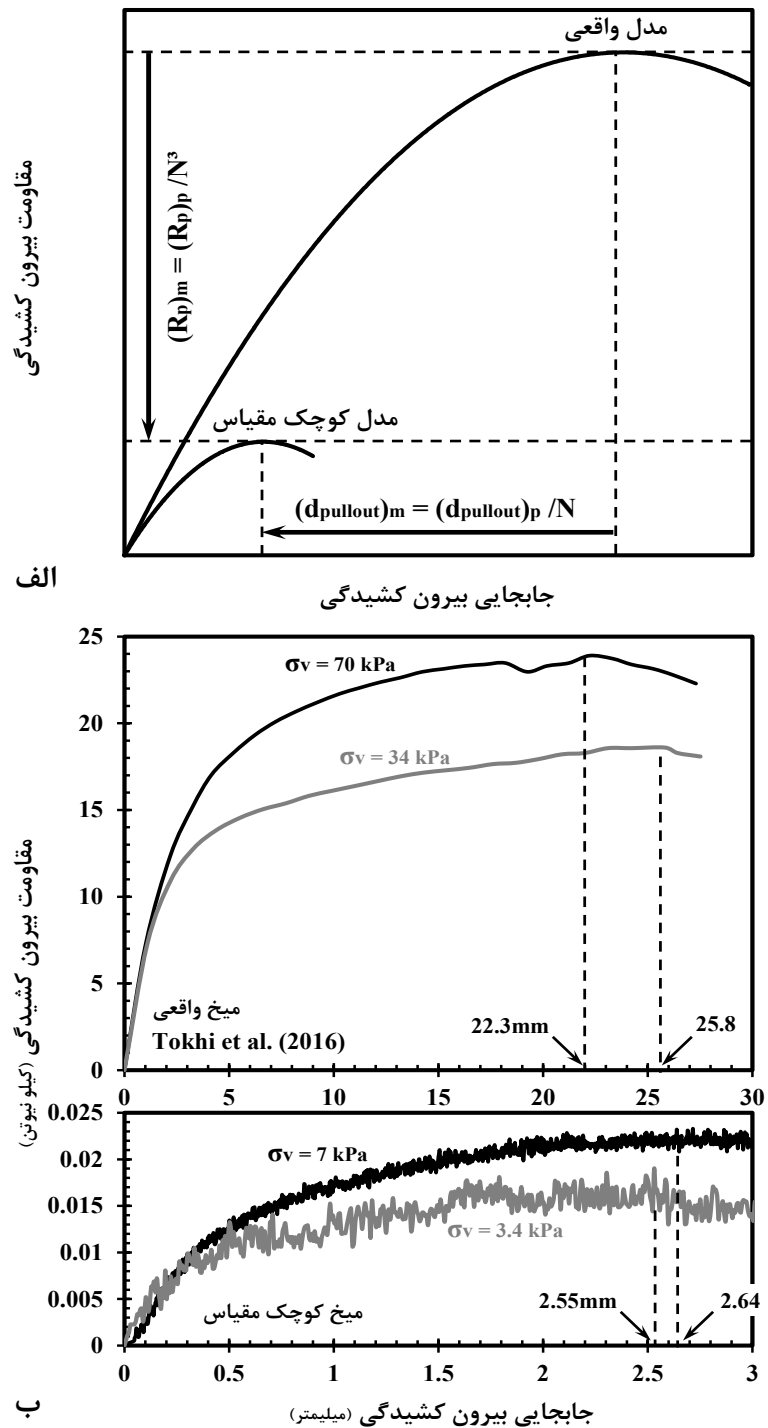 مدل واقعی
مقاومت بیرون کشیدگی
(Rp)m = (Rp)p /N³
مدل کوچک مقیاس
(dpullout)m = (dpullout)p /N
الف
جابجایی بیرون کشیدگی
25
20
15
10
5
0
σv = 70 kPa
σv = 34 kPa
میخ واقعی
Tokhi et al. (2016)
22.3mm
25.8
0 5 10 15 20 25 30
مقاومت بیرون کشیدگی (کیلو نیوتن)
0.025
0.02
0.015
0.01
0.005
0
σv = 7 kPa
σv = 3.4 kPa
میخ کوچک مقیاس
2.55mm
2.64
0 0.5 1 1.5 2 2.5 3
ب
جابجایی بیرون کشیدگی (میلیمتر)